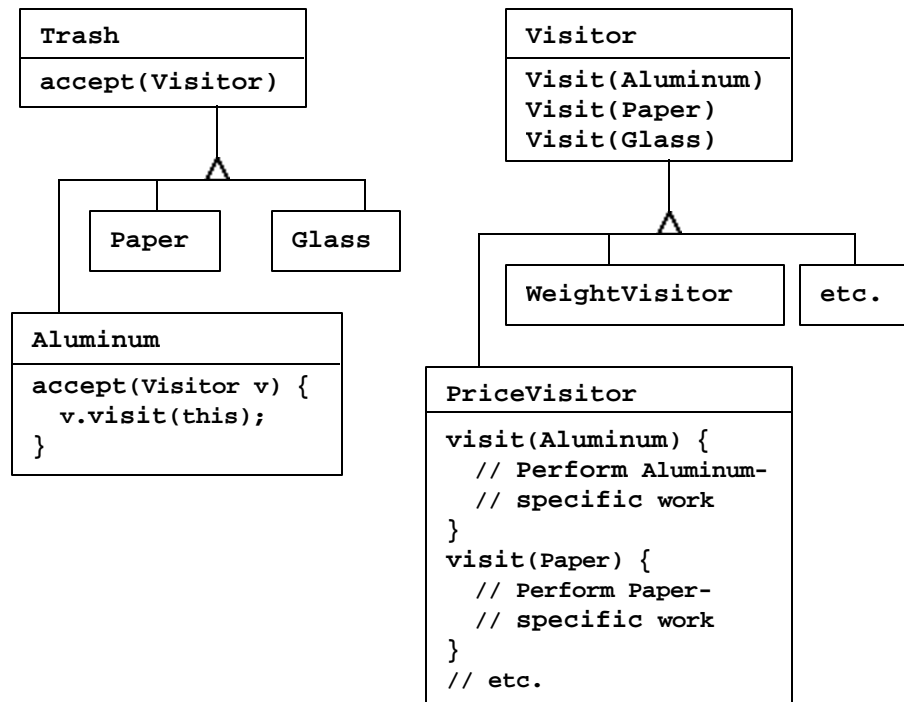 Trash
accept(Visitor)
Paper
Glass
Aluminum
accept(Visitor v) {
v.visit(this);
}
Visitor
Visit(Aluminum)
Visit(Paper)
Visit(Glass)
WeightVisitor
etc.
PriceVisitor
visit(Aluminum) {
// Perform Aluminum-
// specific work
}
visit(Paper) {
// Perform Paper-
// specific work
}
// etc.